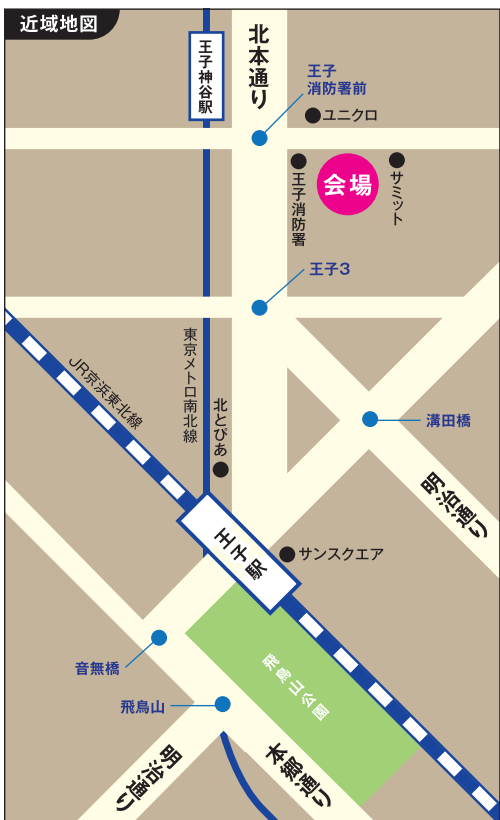 近域地図
王子神谷駅
北本通り
王子
消防署前
ユニクロ
会場
王子消防署
サミット
王子3
東京メトロ南北線
JR京浜東北線
北とぴあ
溝田橋
明治通り
王子駅
サンスクエア
音無橋
飛鳥山公園
飛鳥山
明治通り
本郷通り